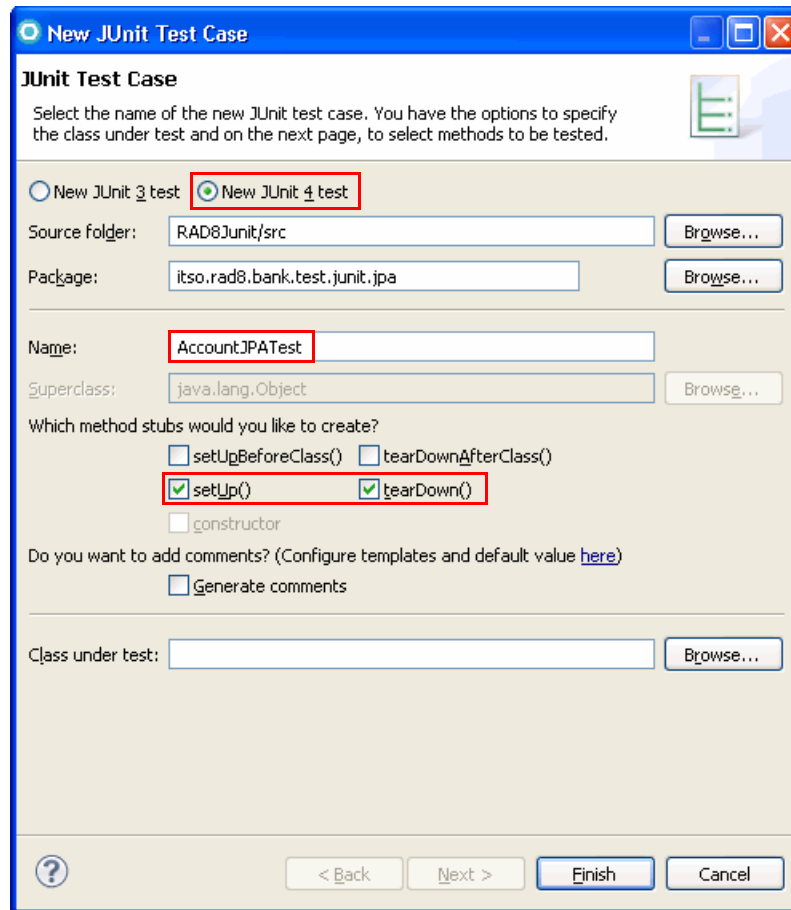 New JUnit Test Case
JUnit Test Case
Select the name of the new JUnit test case. You have the options to specify
the class under test and on the next page, to select methods to be tested.
New JUnit 3 test New JUnit 4 test
Source folder: RAD8Junit/src Browse...
Package: itso.rad8.bank.test.junit.jpa Browse...
Name: AccountJPATest
Superclass: java.lang.Object Browse...
Which method stubs would you like to create?
setUpBeforeClass() tearDownAfterClass()
setUp() tearDown()
constructor
Do you want to add comments? (Configure templates and default value here)
Generate comments
Class under test: Browse...
? < Back Next > Finish Cancel